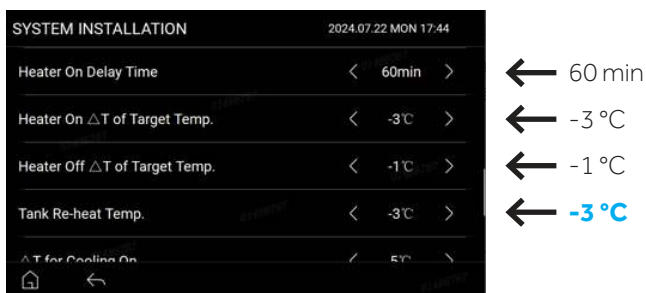 SYSTEM INSTALLATION 2024.07.22 MON 17:44
Heater On Delay Time < 60min > 60 min
Heater On △T of Target Temp. < -3℃ > -3 °C
Heater Off △T of Target Temp. < -1℃ > -1 °C
Tank Re-heat Temp. < -3℃ > -3 °C
△T for Cooling On 5℃